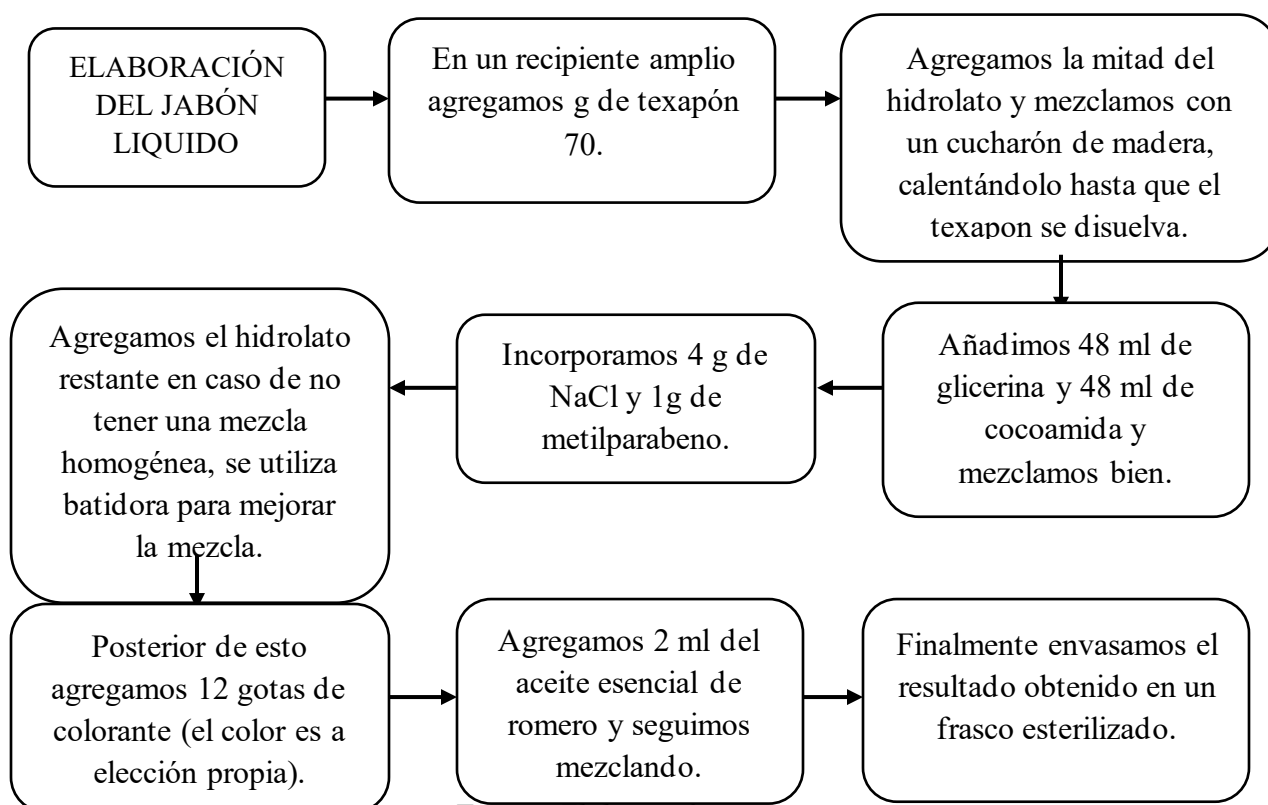 ELABORACIÓN
DEL JABÓN
LIQUIDO
En un recipiente amplio
agregamos g de texapón
70.
Agregamos la mitad del
hidrolato y mezclamos con
un cucharón de madera,
calentándolo hasta que el
texapon se disuelva.
Añadimos 48 ml de
glicerina y 48 ml de
cocoamida y
mezclamos bien.
Incorporamos 4 g de
NaCl y 1g de
metilparabeno.
Agregamos el hidrolato
restante en caso de no
tener una mezcla
homogénea, se utiliza
batidora para mejorar
la mezcla.
Posterior de esto
agregamos 12 gotas de
colorante (el color es a
elección propia).
Agregamos 2 ml del
aceite esencial de
romero y seguimos
mezclando.
Finalmente envasamos el
resultado obtenido en un
frasco esterilizado.